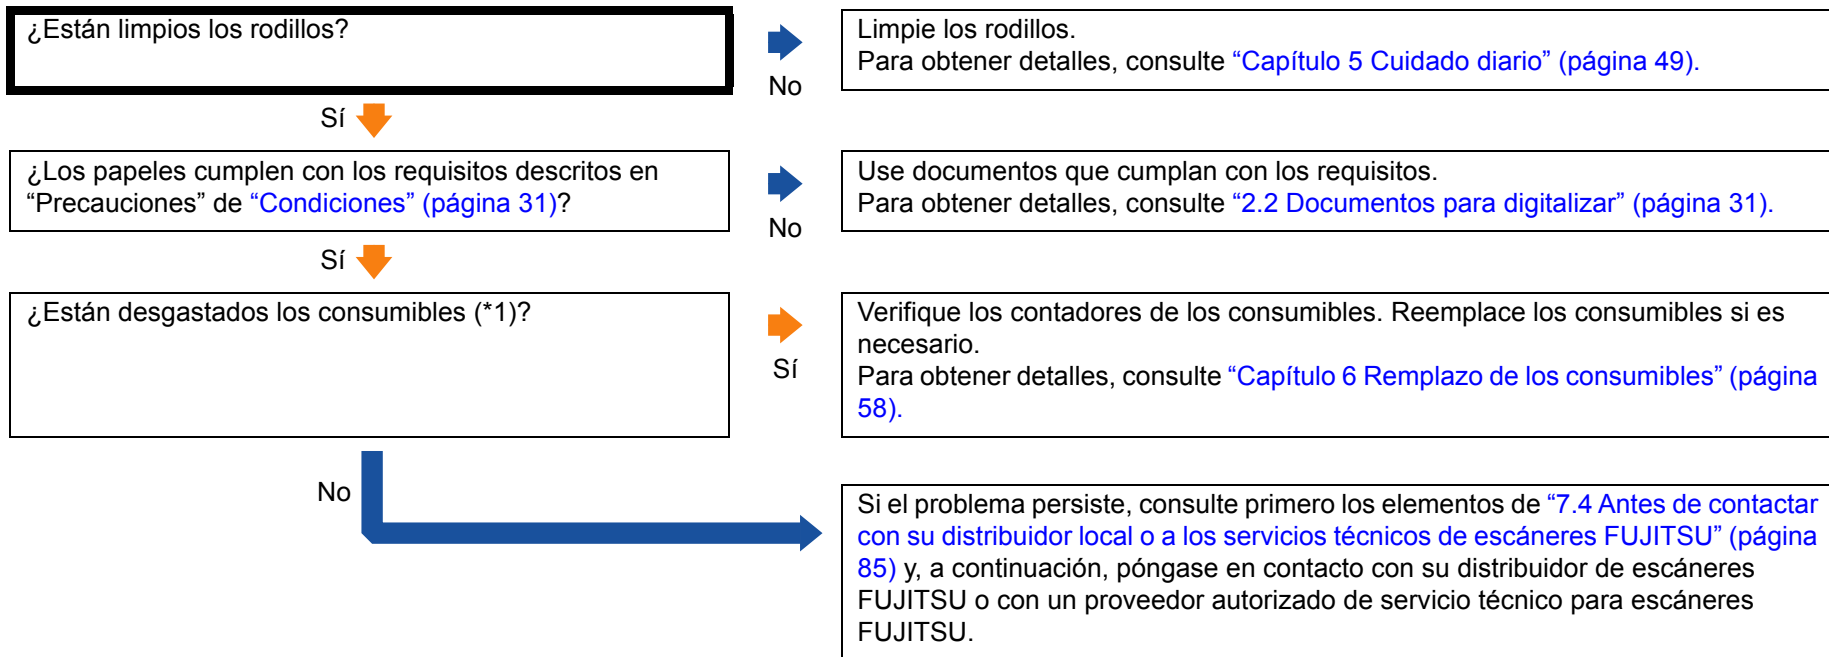 ¿Están limpios los rodillos?
No
Limpie los rodillos.
Para obtener detalles, consulte “Capítulo 5 Cuidado diario” (página 49).
Sí
¿Los papeles cumplen con los requisitos descritos en
“Precauciones” de “Condiciones” (página 31)?
No
Use documentos que cumplan con los requisitos.
Para obtener detalles, consulte “2.2 Documentos para digitalizar” (página 31).
Sí
¿Están desgastados los consumibles (*1)?
Sí
Verifique los contadores de los consumibles. Reemplace los consumibles si es
necesario.
Para obtener detalles, consulte “Capítulo 6 Remplazo de los consumibles” (página
58).
No
Si el problema persiste, consulte primero los elementos de “7.4 Antes de contactar
con su distribuidor local o a los servicios técnicos de escáneres FUJITSU” (página
85) y, a continuación, póngase en contacto con su distribuidor de escáneres
FUJITSU o con un proveedor autorizado de servicio técnico para escáneres
FUJITSU.